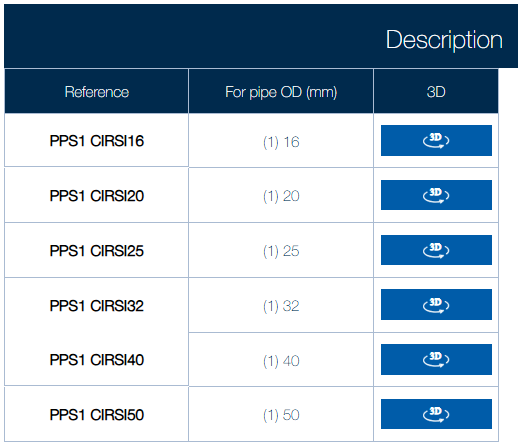 Description
Reference For pipe OD (mm) 3D
PPS1 CIRSI16 (1) 16 3D
PPS1 CIRSI20 (1) 20 3D
PPS1 CIRSI25 (1) 25 3D
PPS1 CIRSI32 (1) 32 3D
PPS1 CIRSI40 (1) 40 3D
PPS1 CIRSI50 (1) 50 3D